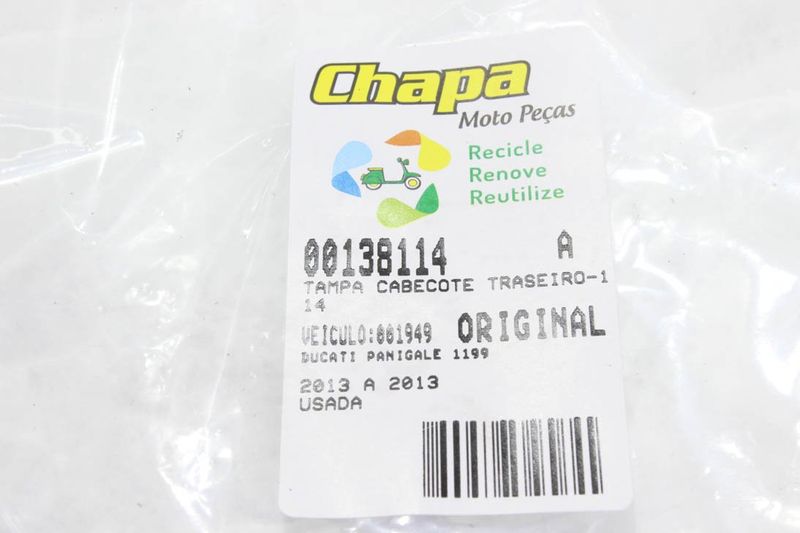 Chapa
Moto Peças
Recicle
Renove
Reutilize
00138114 A
TAMPA CABECOTE TRASEIRO-1
14
VEICULO:001949 ORIGINAL
DUCATI PANIGALE 1199
2013 A 2013
USADA